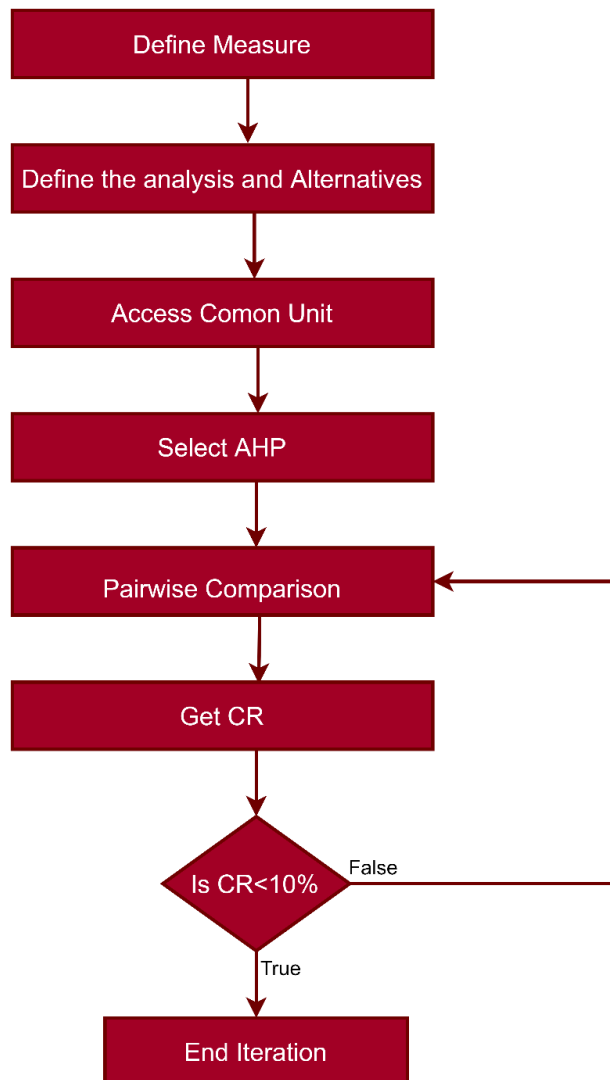 Define Measure
Define the analysis and Alternatives
Access Comon Unit
Select AHP
Pairwise Comparison
Get CR
Is CR<10%
False
True
End Iteration